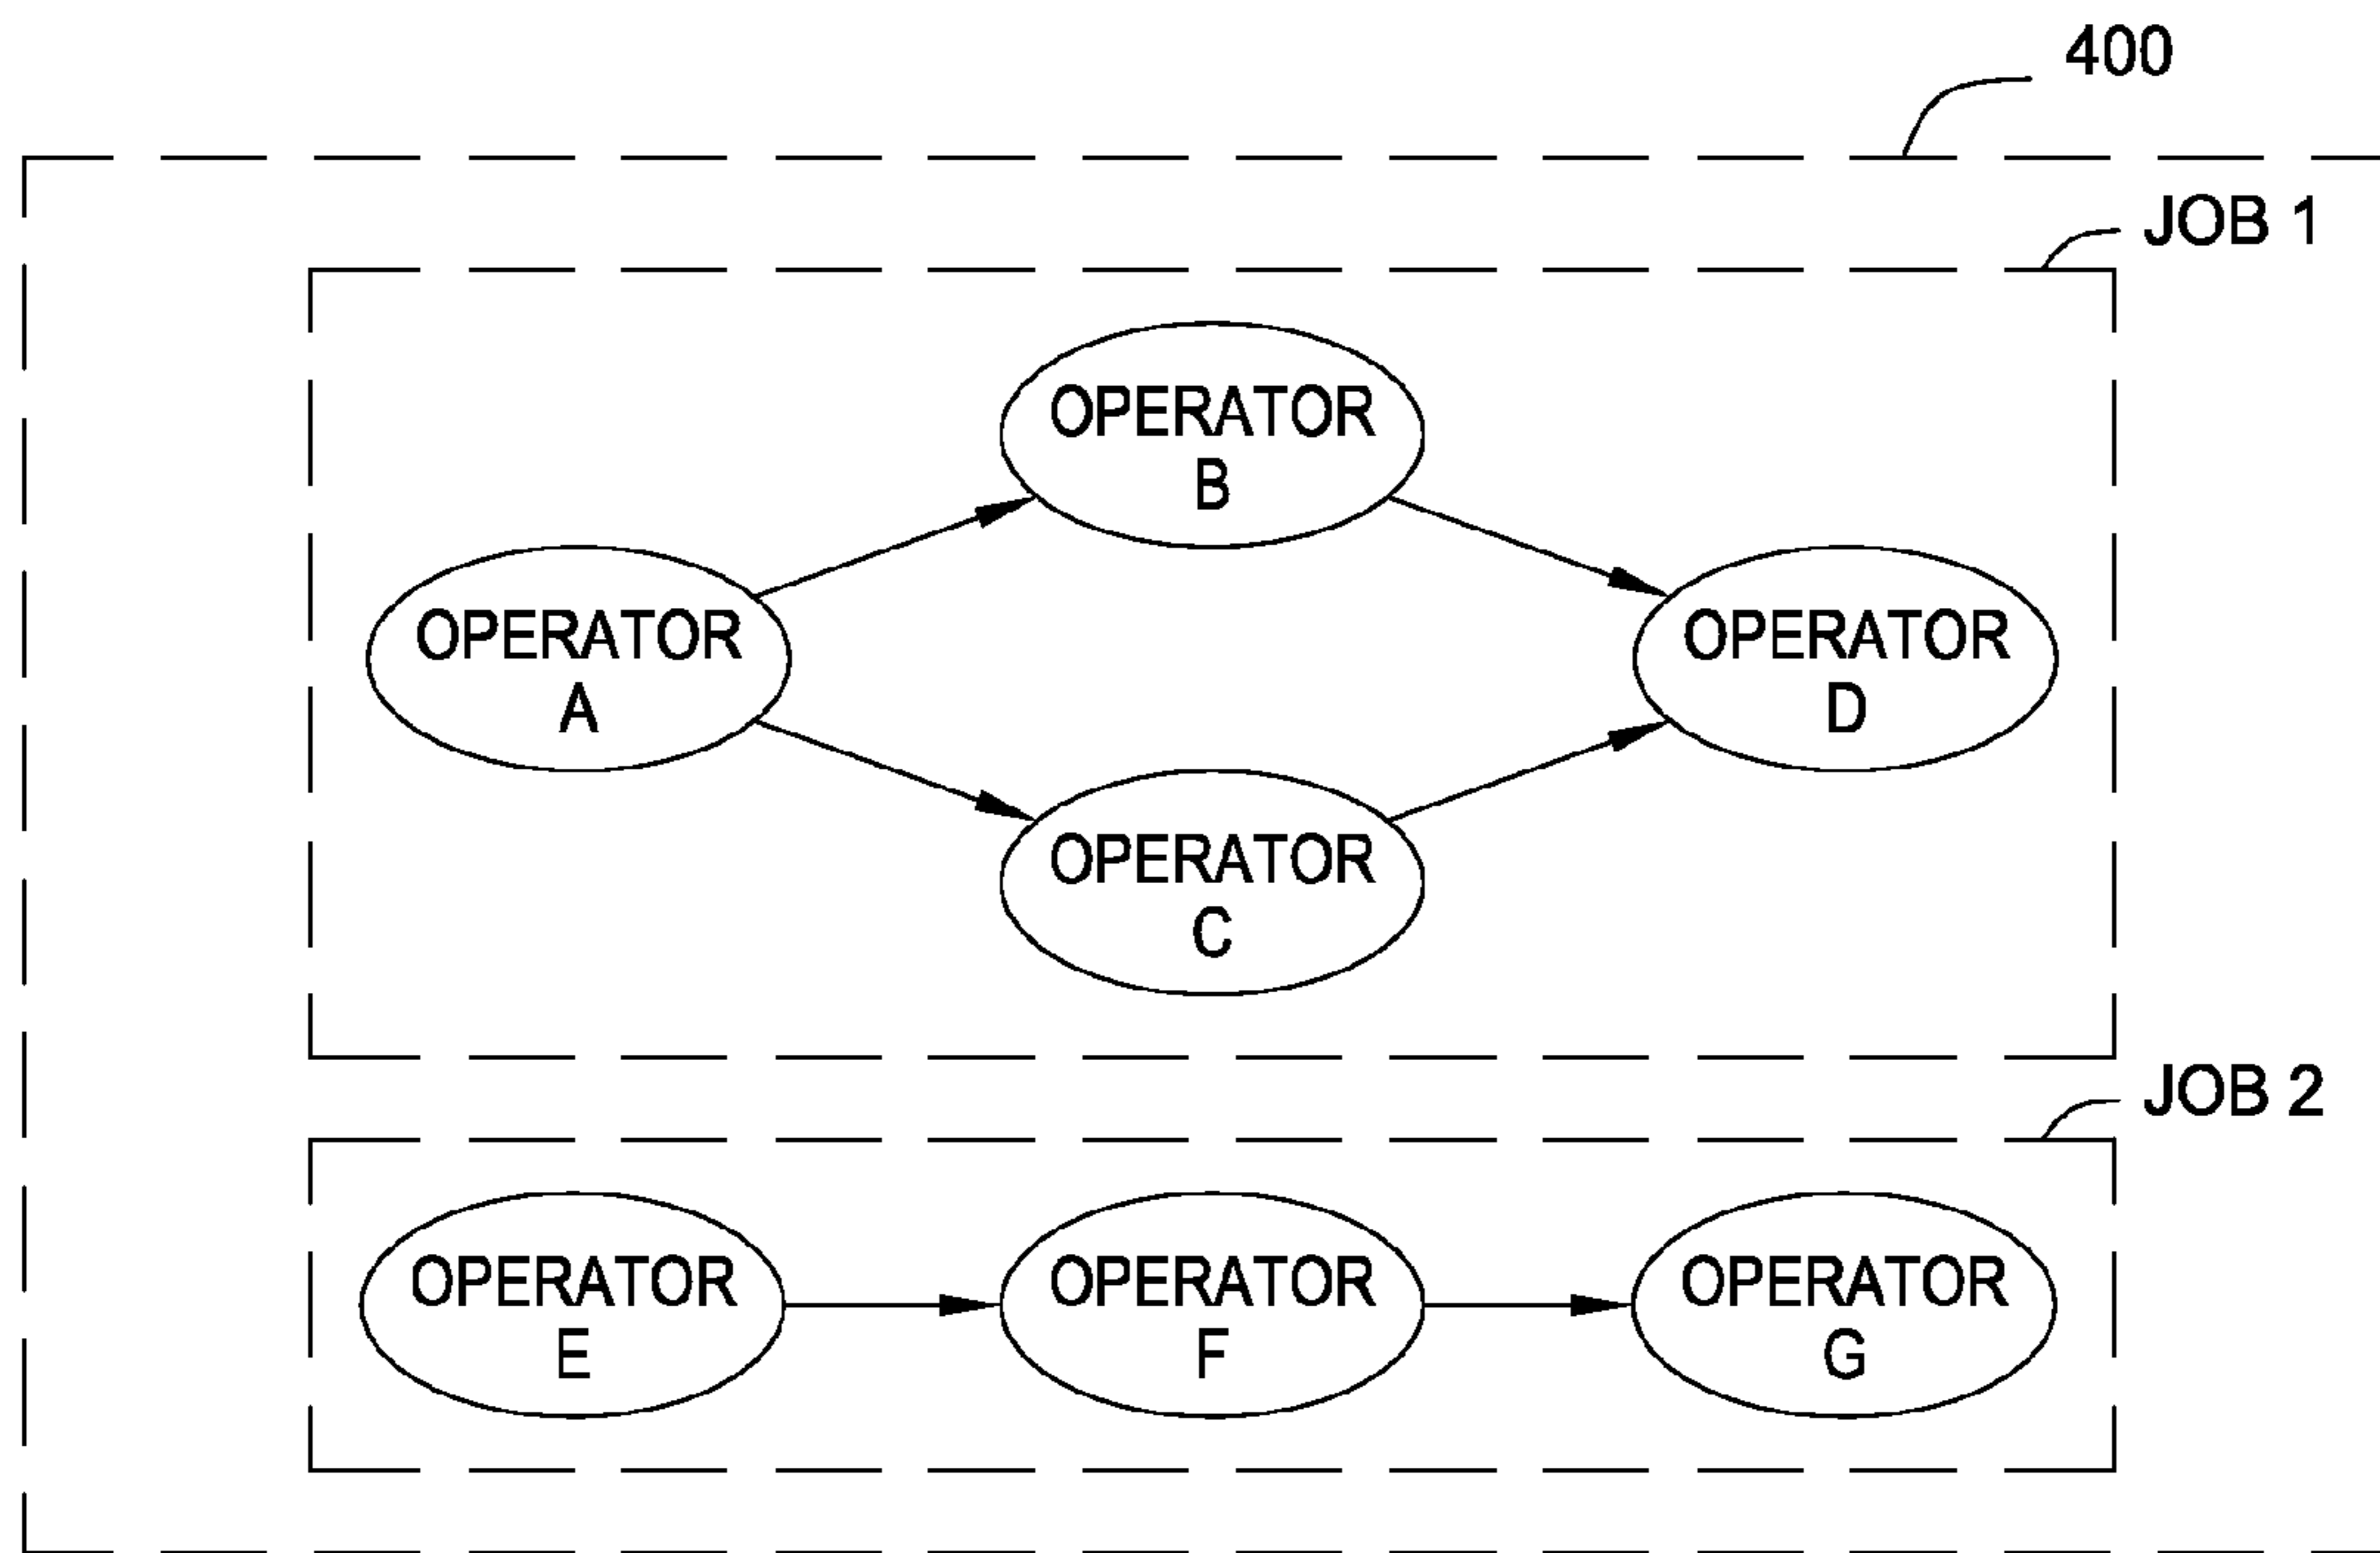 400
JOB 1
OPERATOR
B
OPERATOR
A
OPERATOR
D
OPERATOR
C
JOB 2
OPERATOR
E
OPERATOR
F
OPERATOR
G